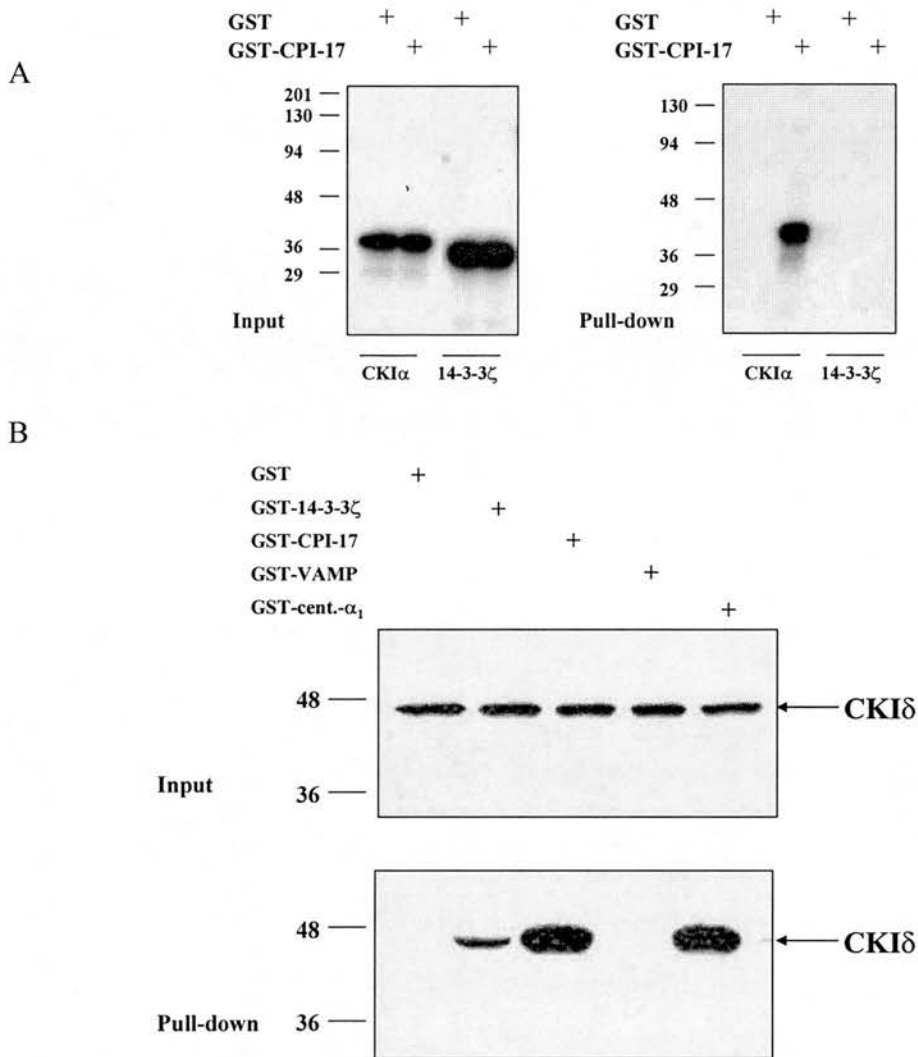 GST + + GST + +
GST-CPI-17 + + GST-CPI-17 + +
A
201
130
94
48
36
29
Input
CKIα 14-3-3ζ
130
94
48
36
29
Pull-down
CKIα 14-3-3ζ
B
GST +
GST-14-3-3ζ +
GST-CPI-17 +
GST-VAMP +
GST-cent.-α1 +
48
CKIδ
Input
36
48
CKIδ
Pull-down
36